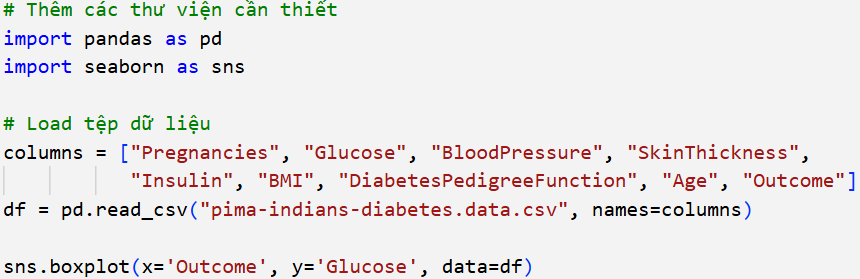 # Thêm các thư viện cần thiết
import pandas as pd
import seaborn as sns
# Load tệp dữ liệu
columns = ["Pregnancies", "Glucose", "BloodPressure", "SkinThickness",
"Insulin", "BMI", "DiabetesPedigreeFunction", "Age", "Outcome"]
df = pd.read_csv("pima-indians-diabetes.data.csv", names=columns)
sns.boxplot(x='Outcome', y='Glucose', data=df)